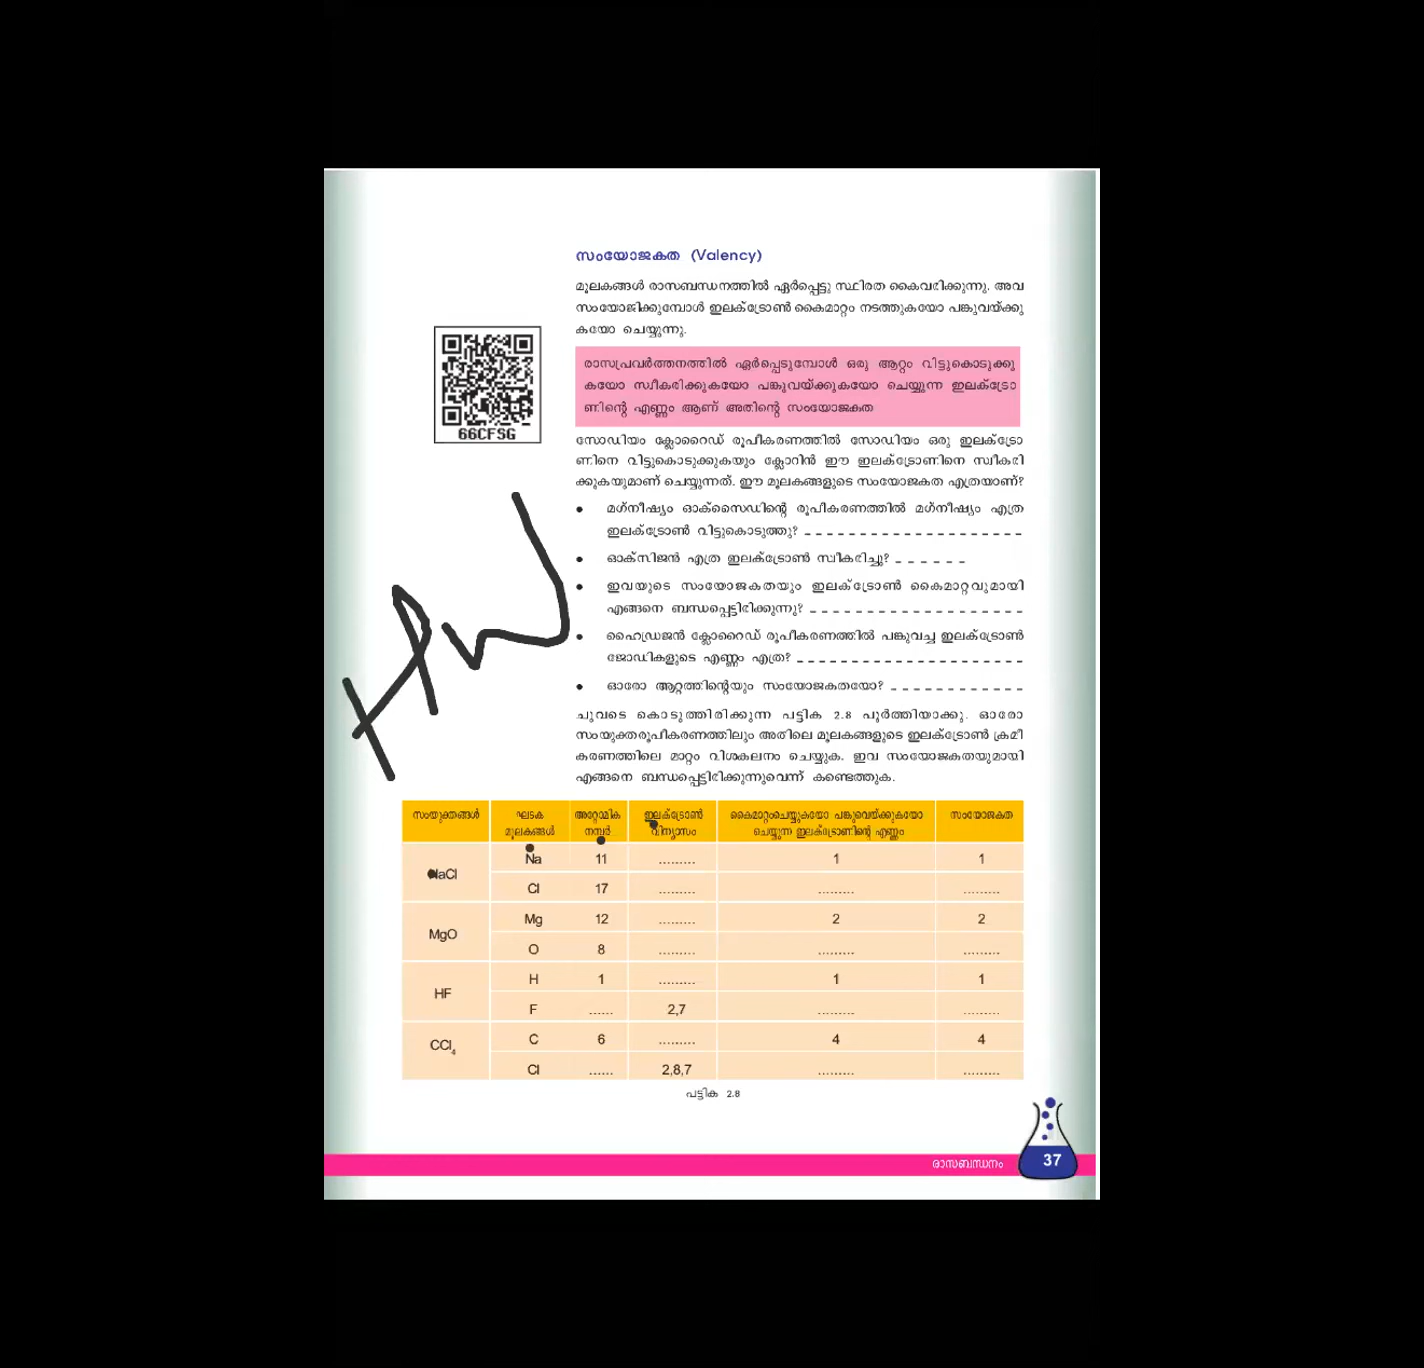 സംയോജകത (Valency)
മൂലകങ്ങൾ രാസബന്ധനത്തിൽ ഏർപ്പെട്ടു സ്ഥിരത കൈവരിക്കുന്നു. അവ
സംയോജിക്കുമ്പോൾ ഇലക്ട്രോൺ കൈമാറ്റം നടത്തുകയോ പങ്കുവയ്ക്കു
കയോ ചെയ്യുന്നു.
66CFSG
രാസപ്രവർത്തനത്തിൽ ഏർപ്പെടുമ്പോൾ ഒരു ആറ്റം വിട്ടുകൊടുക്കു
കയോ സ്വീകരിക്കുകയോ പങ്കുവയ്ക്കുകയോ ചെയ്യുന്ന ഇലക്ട്രോ
ണിന്റെ എണ്ണം ആണ് അതിന്റെ സംയോജകത
സോഡിയം ക്ലോറൈഡ് രൂപീകരണത്തിൽ സോഡിയം ഒരു ഇലക്ട്രോ
ണിനെ വിട്ടുകൊടുക്കുകയും ക്ലോറിൻ ഈ ഇലക്ട്രോണിനെ സ്വീകരി
ക്കുകയുമാണ് ചെയ്യുന്നത്. ഈ മൂലകങ്ങളുടെ സംയോജകത എത്രയാണ്?
• മഗ്നീഷ്യം ഓക്സൈഡിന്റെ രൂപീകരണത്തിൽ മഗ്നീഷ്യം എത്ര
ഇലക്ട്രോൺ വിട്ടുകൊടുത്തു? _ _ _ _ _ _ _ _ _ _ _ _ _ _ _ _ _ _ _ _
• ഓക്സിജൻ എത്ര ഇലക്ട്രോൺ സ്വീകരിച്ചു? _ _ _ _ _ _
• ഇവയുടെ സംയോജകതയും ഇലക്ട്രോൺ കൈമാറ്റവുമായി
എങ്ങനെ ബന്ധപ്പെട്ടിരിക്കുന്നു? _ _ _ _ _ _ _ _ _ _ _ _ _ _ _ _ _ _ _
• ഹൈഡ്രജൻ ക്ലോറൈഡ് രൂപീകരണത്തിൽ പങ്കുവച്ച ഇലക്ട്രോൺ
ജോഡികളുടെ എണ്ണം എത്ര? _ _ _ _ _ _ _ _ _ _ _ _ _ _ _ _ _ _ _ _
• ഓരോ ആറ്റത്തിന്റെയും സംയോജകതയോ? _ _ _ _ _ _ _ _ _ _ _ _
HW
ചുവടെ കൊടുത്തിരിക്കുന്ന പട്ടിക 2.8 പൂർത്തിയാക്കു. ഓരോ
സംയുക്തരൂപീകരണത്തിലും അതിലെ മൂലകങ്ങളുടെ ഇലക്ട്രോൺ ക്രമീ
കരണത്തിലെ മാറ്റം വിശകലനം ചെയ്യുക. ഇവ സംയോജകതയുമായി
എങ്ങനെ ബന്ധപ്പെട്ടിരിക്കുന്നുവെന്ന് കണ്ടെത്തുക.
സംയുക്തങ്ങൾ ഘടക അറ്റോമിക ഇലക്ട്രോൺ കൈമാറ്റംചെയ്യുകയോ പങ്കുവെയ്ക്കുകയോ സംയോജകത
മൂലകങ്ങൾ നമ്പർ വിന്യാസം ചെയ്യുന്ന ഇലക്ട്രോണിന്റെ എണ്ണം
NaCl Na 11 ......... 1 1
Cl 17 ......... ......... .........
MgO Mg 12 ......... 2 2
O 8 ......... ......... .........
HF H 1 ......... 1 1
F ...... 2,7 ......... .........
CCl₄ C 6 ......... 4 4
Cl ...... 2,8,7 ......... .........
പട്ടിക 2.8
രാസബന്ധനം 37